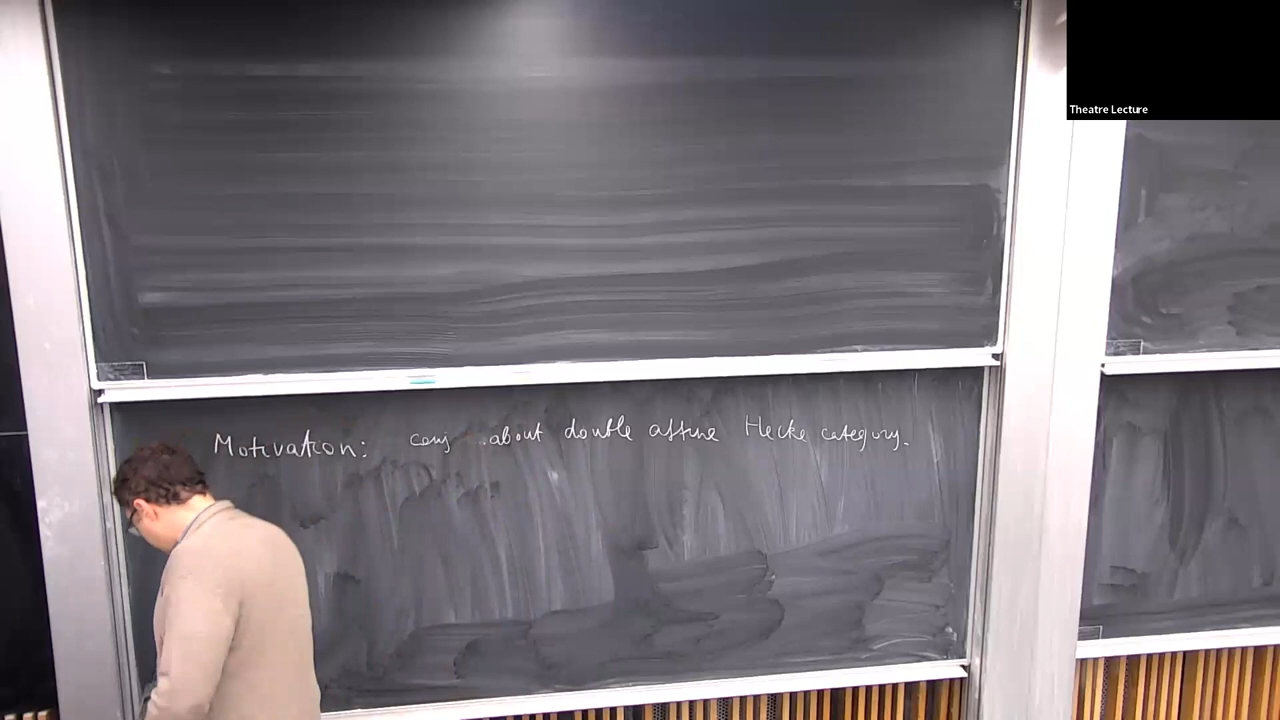 Theatre Lecture
Motivation: conj about double affine Hecke category.